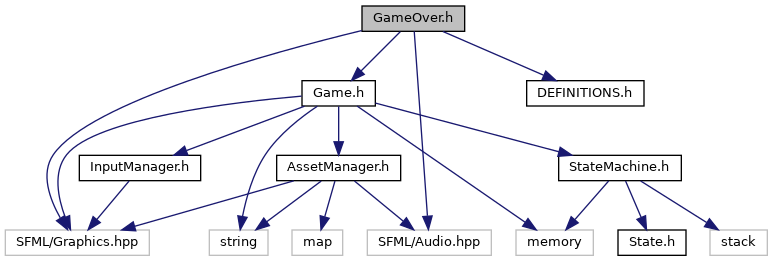 GameOver.h
Game.h
DEFINITIONS.h
InputManager.h
AssetManager.h
StateMachine.h
SFML/Graphics.hpp
string
map
SFML/Audio.hpp
memory
State.h
stack